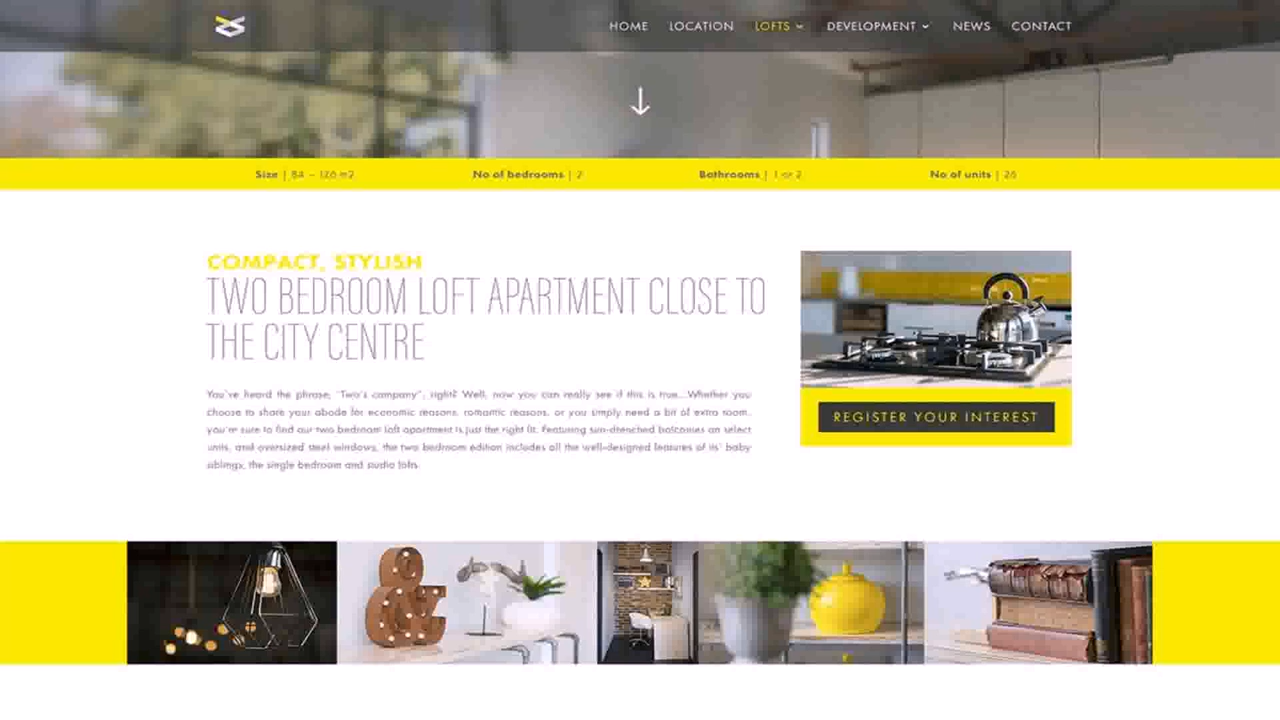 HOME LOCATION LOFTS DEVELOPMENT NEWS CONTACT
Size | 84 – 126 m2 No of bedrooms | 2 Bathrooms | 1 or 2 No of units | 26
COMPACT, STYLISH
TWO BEDROOM LOFT APARTMENT CLOSE TO
THE CITY CENTRE
You've heard the phrase, "Two's company", right? Well, now you can really see if this is true...Whether you
choose to share your abode for economic reasons, romantic reasons, or you simply need a bit of extra room,
you're sure to find our two bedroom loft apartment is just the right fit. Featuring sun-drenched balconies on select
units, and oversized steel windows, the two bedroom edition includes all the well-designed features of its' baby
siblings, the single bedroom and studio lofts.
REGISTER YOUR INTEREST